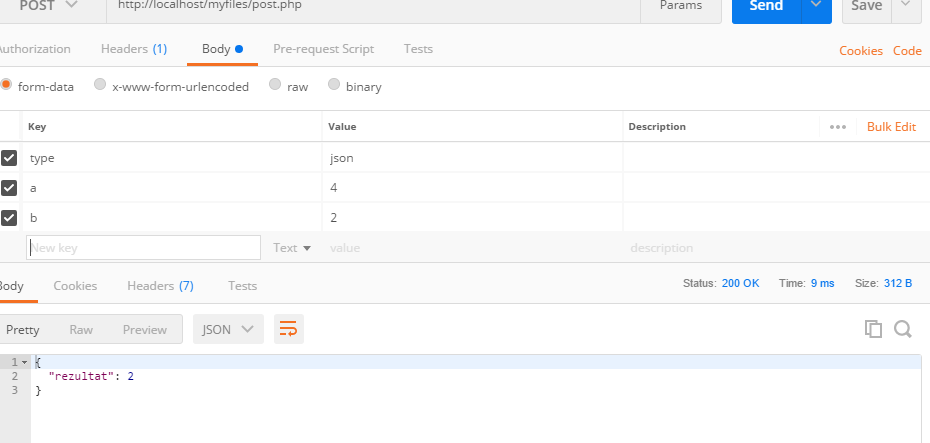 POST http://localhost/myfiles/post.php Params Send Save
Authorization Headers (1) Body Pre-request Script Tests Cookies Code
form-data x-www-form-urlencoded raw binary
Key Value Description ••• Bulk Edit
type json
a 4
b 2
New key Text value description
Body Cookies Headers (7) Tests Status: 200 OK Time: 9 ms Size: 312 B
Pretty Raw Preview JSON
1 {
2 "rezultat": 2
3 }